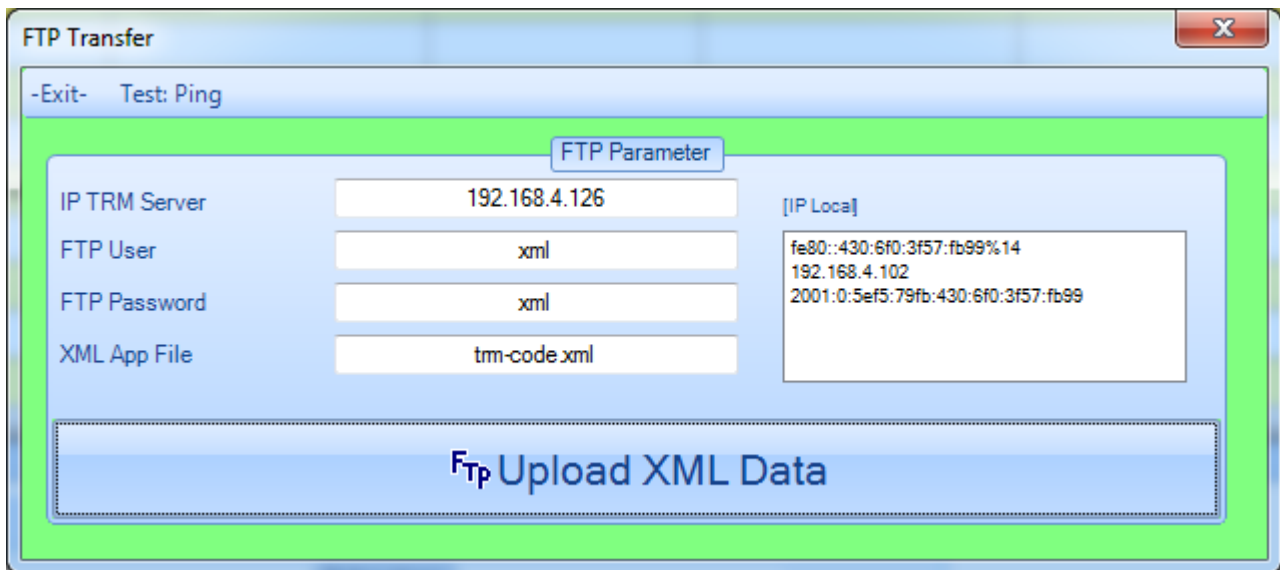 FTP Transfer
-Exit- Test: Ping
FTP Parameter
IP TRM Server 192.168.4.126
FTP User xml
FTP Password xml
XML App File trm-code.xml
[IP Local]
fe80::430:6f0:3f57:fb99%14
192.168.4.102
2001:0:5ef5:79fb:430:6f0:3f57:fb99
FTp Upload XML Data